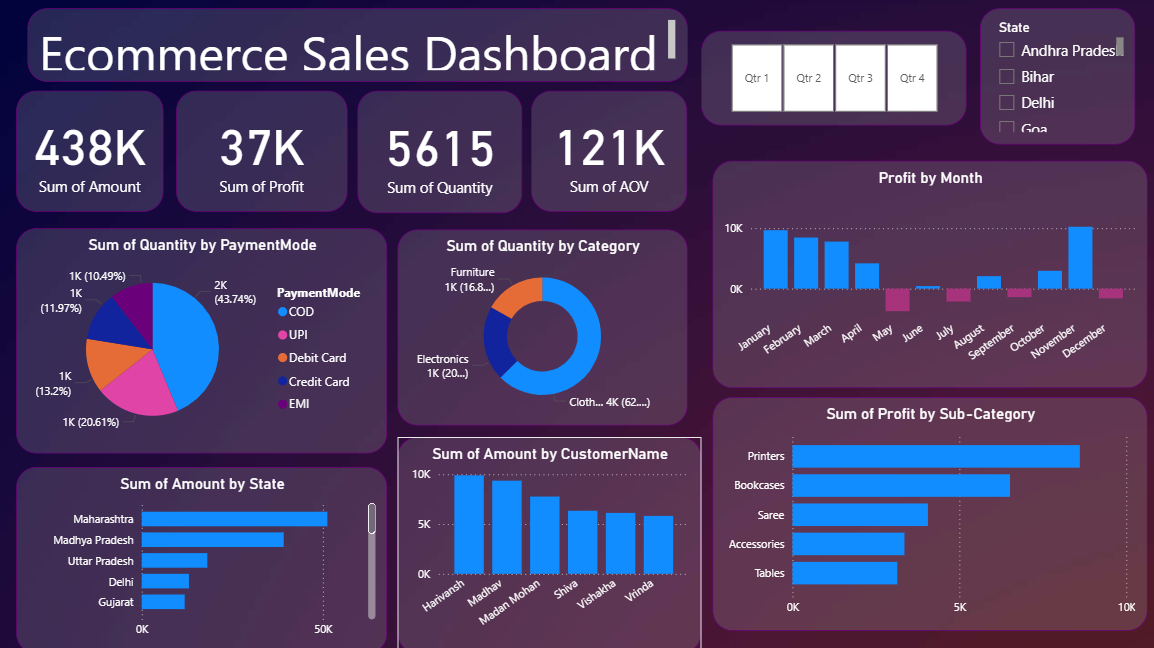 Ecommerce Sales Dashboard
Qtr 1
Qtr 2
Qtr 3
Qtr 4
State
Andhra Prades
Bihar
Delhi
Goa
438K
Sum of Amount
37K
Sum of Profit
5615
Sum of Quantity
121K
Sum of AOV
Sum of Quantity by PaymentMode
1K (10.49%)
1K
(11.97%)
1K
(13.2%)
1K (20.61%)
2K
(43.74%)
PaymentMode
COD
UPI
Debit Card
Credit Card
EMI
Sum of Quantity by Category
Furniture
1K (16.8...)
Electronics
1K (20...)
Cloth... 4K (62....)
Profit by Month
10K
0K
January
February
March
April
May
June
July
August
September
October
November
December
Sum of Amount by State
Maharashtra
Madhya Pradesh
Uttar Pradesh
Delhi
Gujarat
0K
50K
Sum of Amount by CustomerName
10K
5K
0K
Harivansh
Madhav
Madan Mohan
Shiva
Vishakha
Vrinda
Sum of Profit by Sub-Category
Printers
Bookcases
Saree
Accessories
Tables
0K
5K
10K